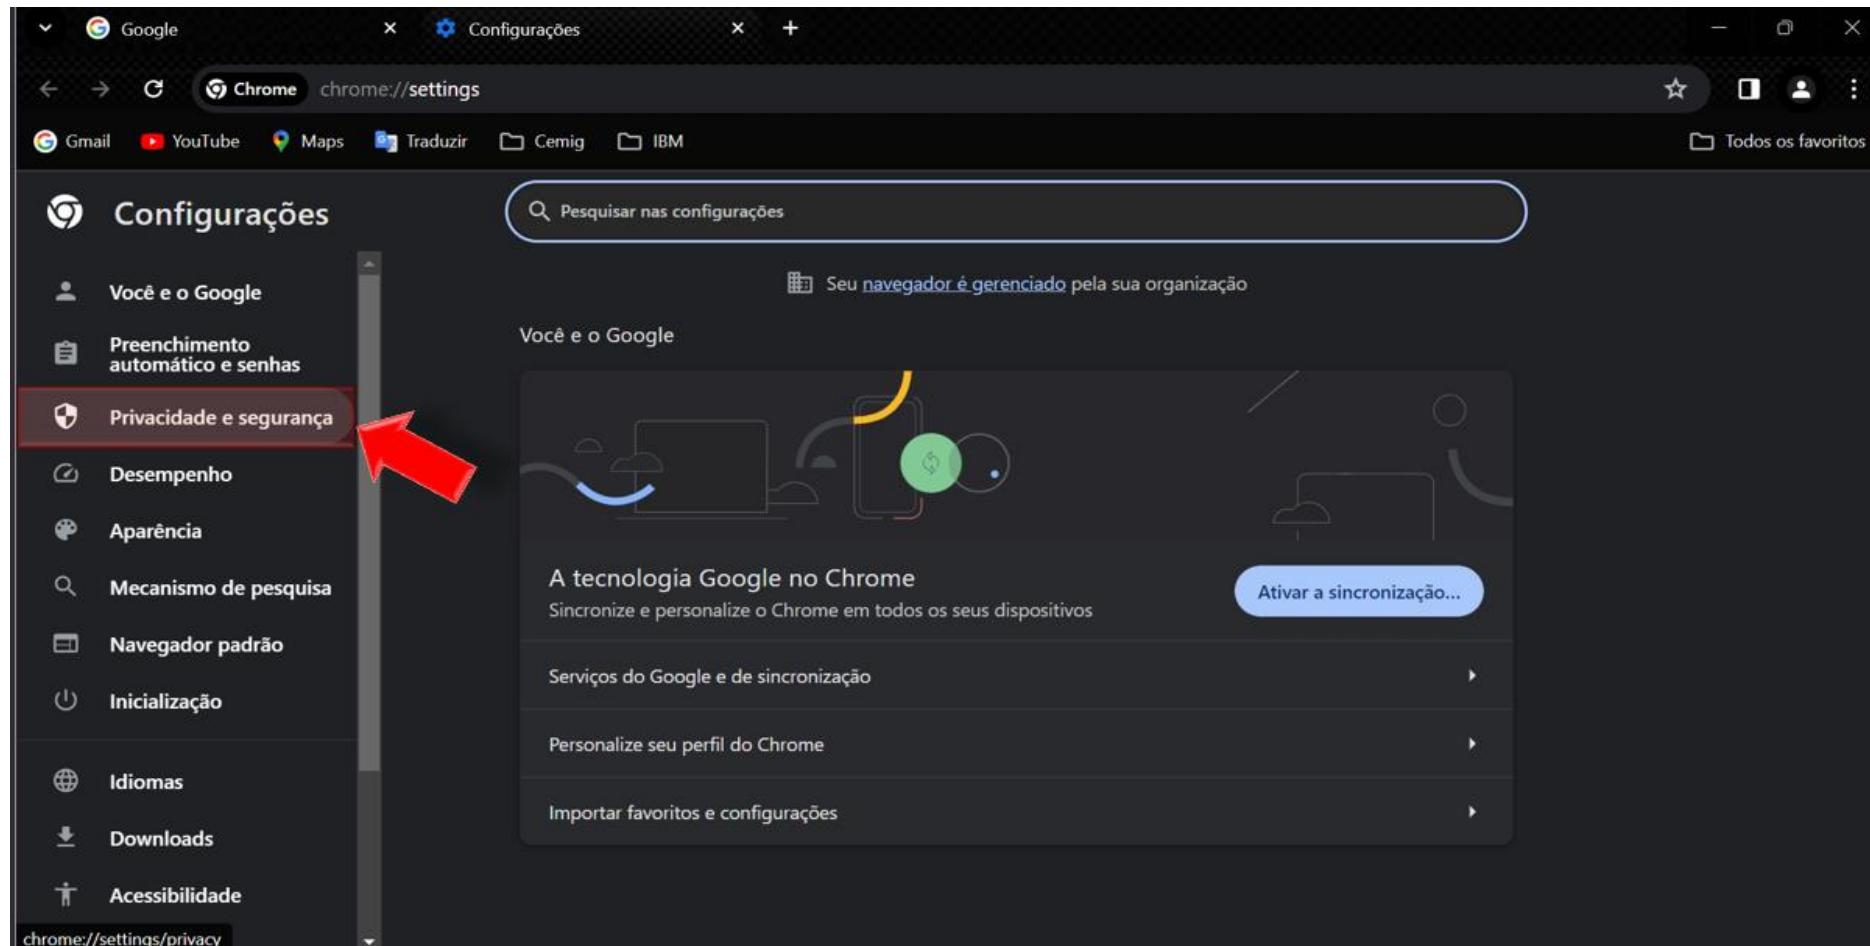 Google
Configurações
Chrome chrome://settings
Gmail YouTube Maps Traduzir Cemig IBM Todos os favoritos
Configurações
Pesquisar nas configurações
Seu navegador é gerenciado pela sua organização
Você e o Google
Preenchimento
automático e senhas
Privacidade e segurança
Desempenho
Aparência
Mecanismo de pesquisa
Navegador padrão
Inicialização
Idiomas
Downloads
Acessibilidade
chrome://settings/privacy
Você e o Google
A tecnologia Google no Chrome
Sincronize e personalize o Chrome em todos os seus dispositivos
Ativar a sincronização...
Serviços do Google e de sincronização
Personalize seu perfil do Chrome
Importar favoritos e configurações